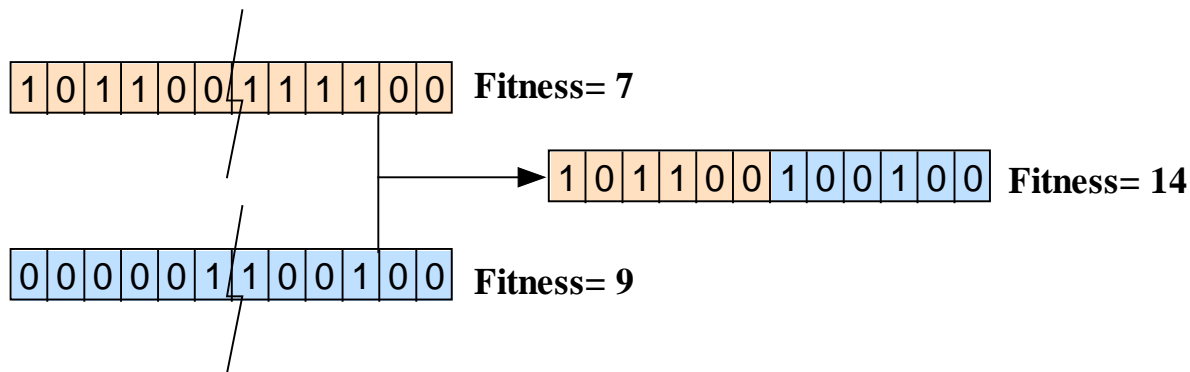 1 0 1 1 0 0 1 1 1 1 0 0 Fitness= 7
1 0 1 1 0 0 1 0 0 1 0 0 Fitness= 14
0 0 0 0 0 1 1 0 0 1 0 0 Fitness= 9